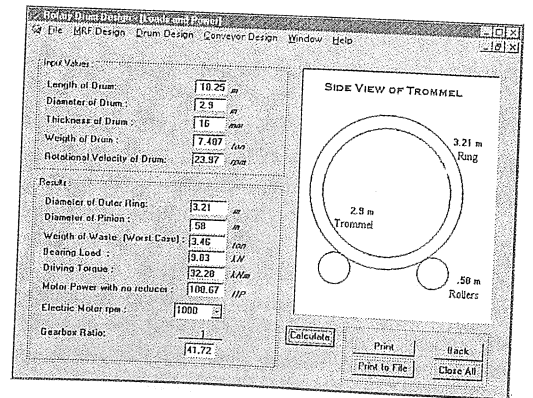 Rotary Drum Design - [Loads and Power]
File MRF Design Drum Design Conveyor Design Window Help
Input Values:
Length of Drum: 10.25 m
Diameter of Drum : 2.9 m
Thickness of Drum : 16 mm
Weigth of Drum : 7.407 ton
Rotational Velocity of Drum: 23.97 rpm
Results:
Diameter of Outer Ring: 3.21 m
Diameter of Pinion : 58 m
Weigth of Waste (Worst Case) : 3.46 ton
Bearing Load : 9.03 kN
Driving Torque : 32.20 kNm
Motor Power with no reducer : 108.67 HP
Electric Motor rpm : 1000
Gearbox Ratio: 1
41.72
SIDE VIEW OF TROMMEL
3.21 m
Ring
2.9 m
Trommel
.58 m
Rollers
Calculate
Print
Back
Print to File
Close All